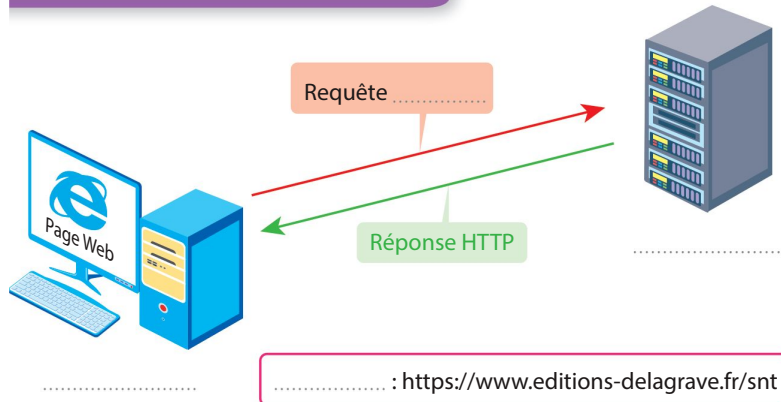 Requête ................
Page Web
Réponse HTTP
..........................
..........................
................... : https://www.editions-delagrave.fr/snt